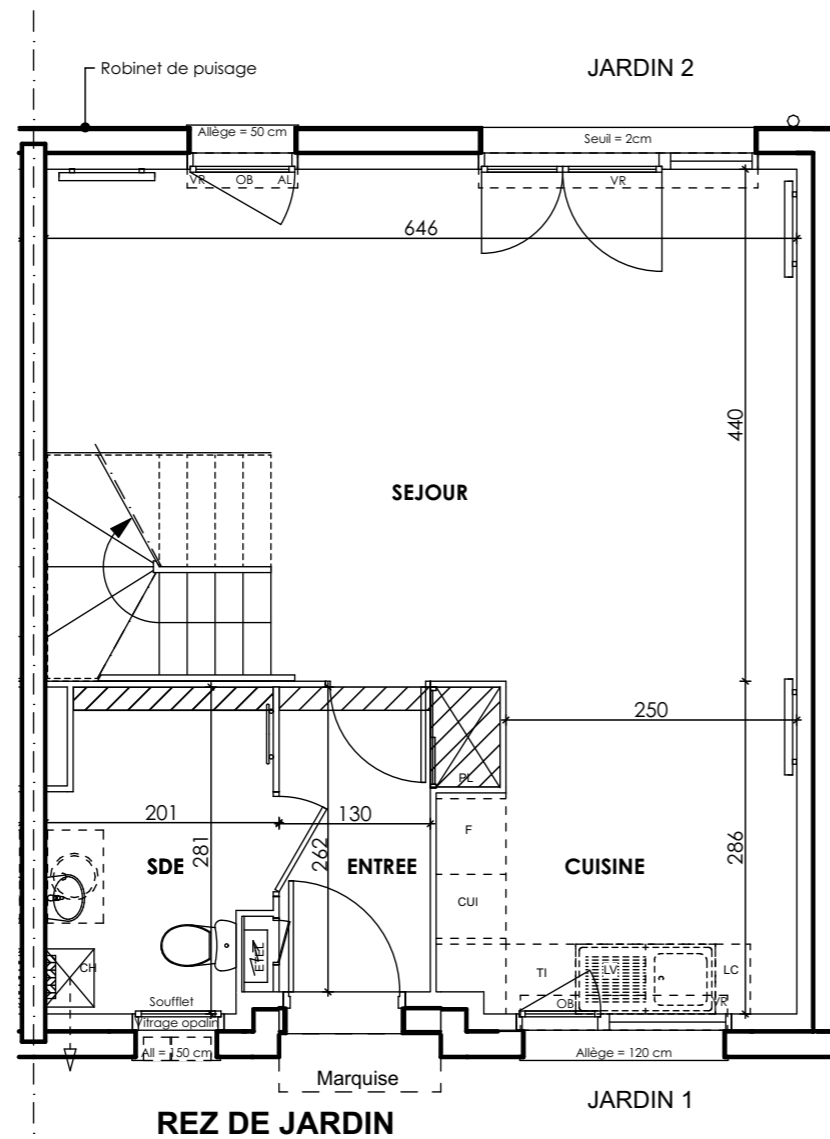 Robinet de puisage
JARDIN 2
Allège = 50 cm
Seuil = 2cm
VR OB AL
VR
646
440
SEJOUR
250
PL
201
130
281
262
286
F
SDE
ENTREE
CUISINE
CUI
ETEL
CH
TI
LV
LC
Soufflet
OB
VR
Vitrage opalin
All = 150 cm
Allège = 120 cm
Marquise
JARDIN 1
REZ DE JARDIN